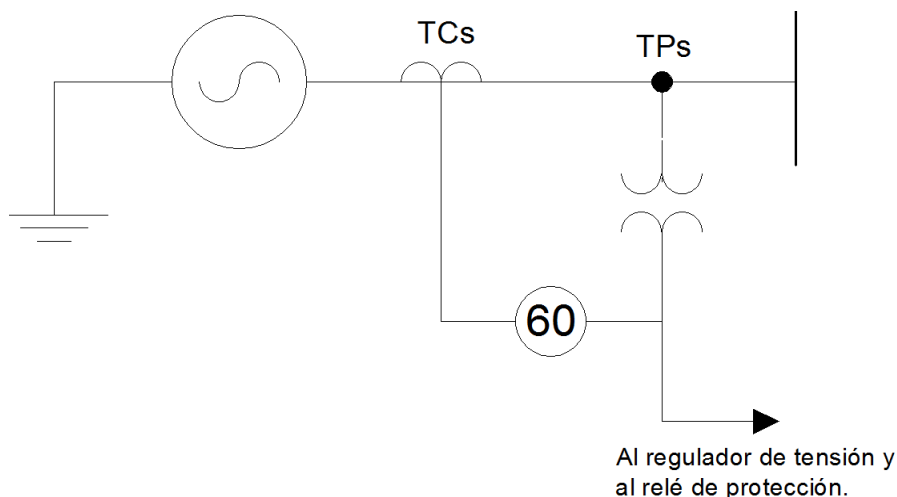 TCs
TPs
60
Al regulador de tensión y
al relé de protección.